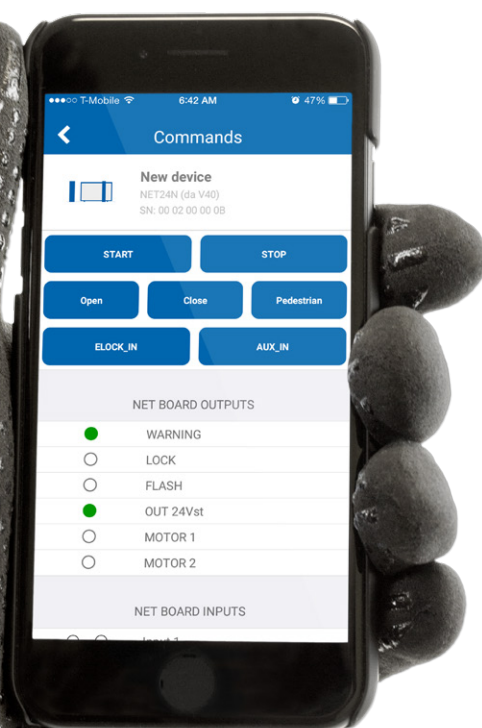 T-Mobile 6:42 AM 47%
Commands
New device
NET24N (da V40)
SN: 00 02 00 00 0B
START STOP
Open Close Pedestrian
ELOCK_IN AUX_IN
NET BOARD OUTPUTS
WARNING
LOCK
FLASH
OUT 24Vst
MOTOR 1
MOTOR 2
NET BOARD INPUTS
Input 1